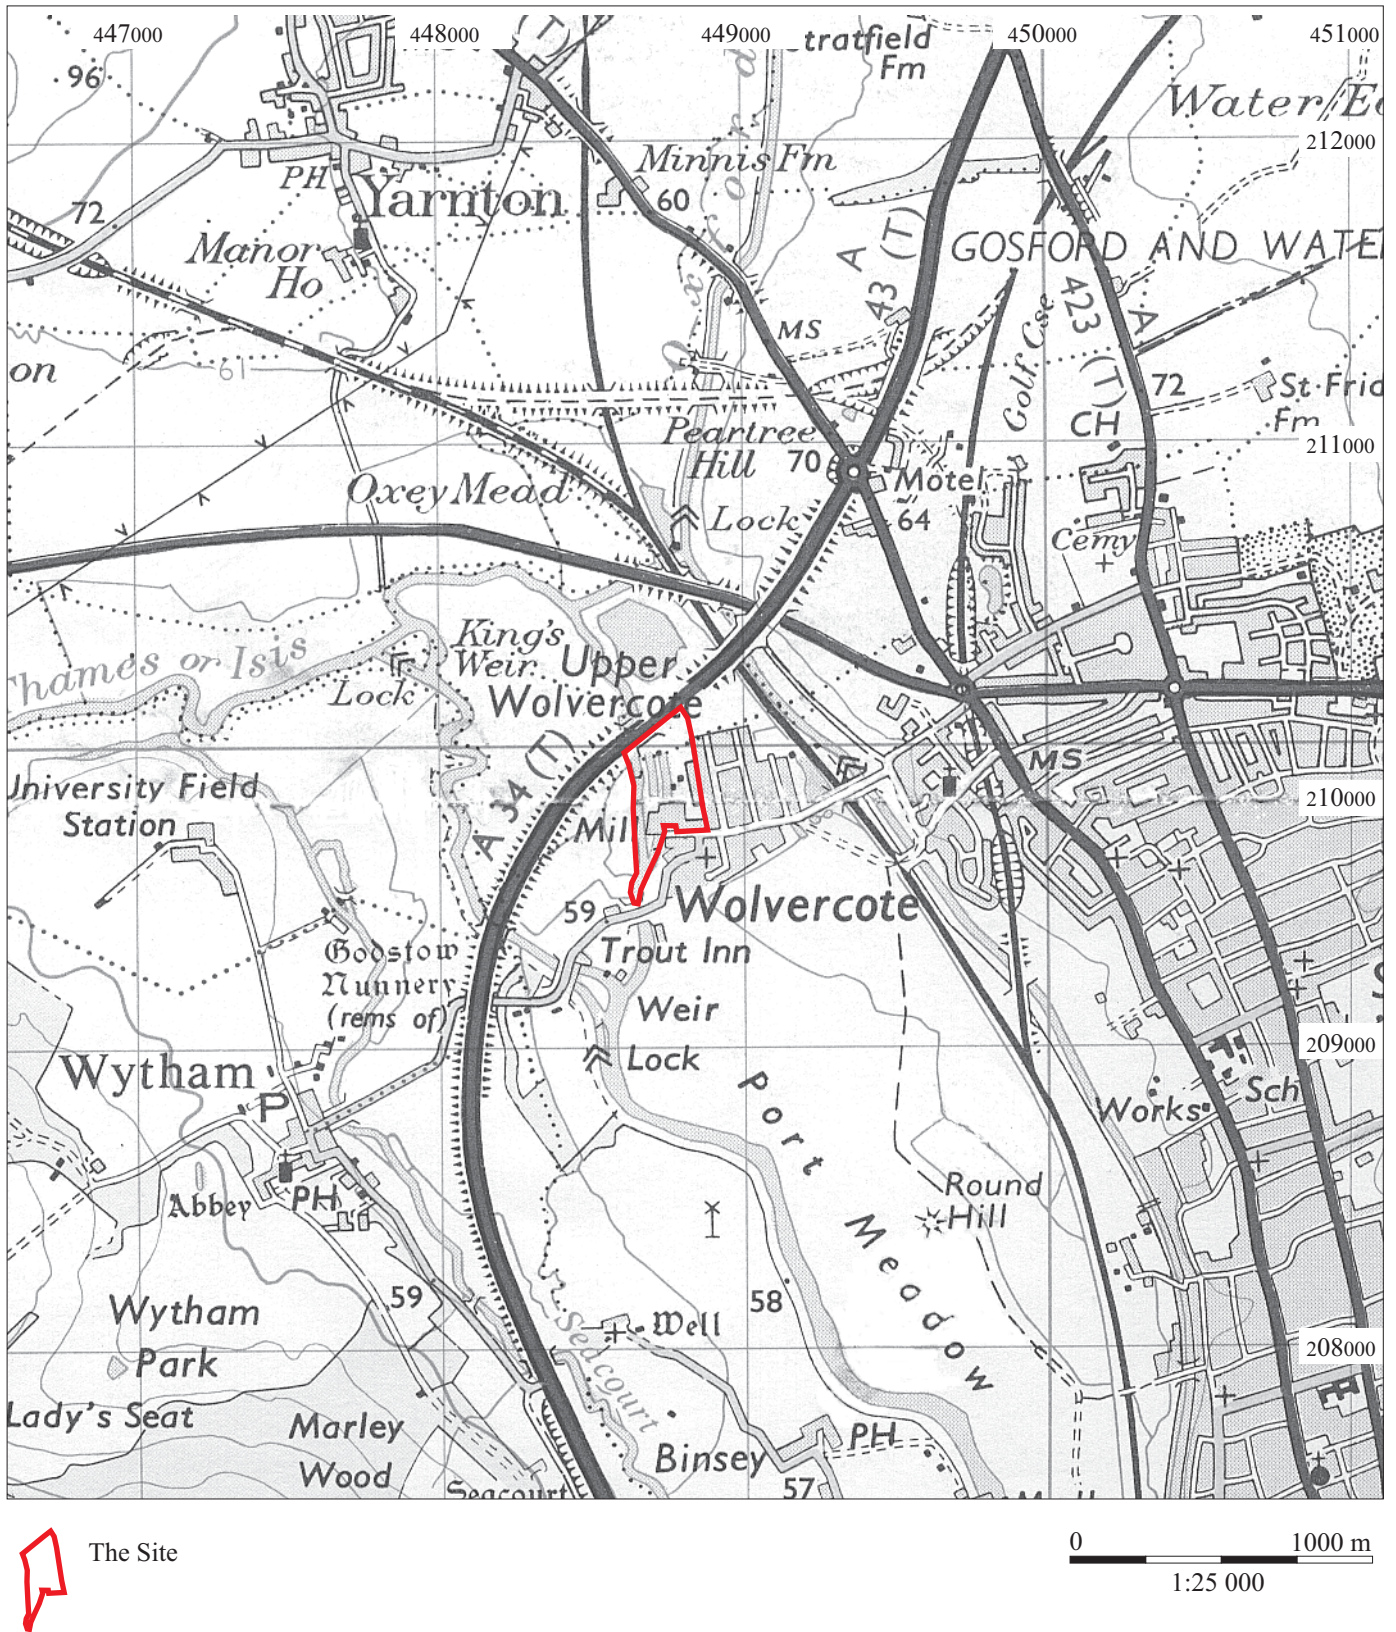 447000
448000
449000
450000
451000
tratfield
Fm
96
Water
212000
PH
Minnis Fm
Yarnton
60
72
Manor
Ho
A
43 (T)
GOSFORD AND WATE
Oxford
423 (T)
A
MS
Golf Cse
on
61
72
St·Frid
Fm
CH
211000
Peartree
Hill
70
Motel
Oxey Mead
Lock
64
Cemy
King's
Weir
Upper
Wolvercote
Thames or Isis
Lock
A 34 (T)
MS
University Field
Station
210000
Mill
59
Wolvercote
Godstow
Nunnery
(rems of)
Trout Inn
Weir
Lock
209000
Wytham
P
Port
Meadow
Sch
Works
Abbey
PH
Round
Hill
59
58
Wytham
Park
Well
Seacourt
208000
Lady's Seat
Marley
Wood
Binsey
PH
57
Seacourt
The Site
0
1000 m
1:25 000